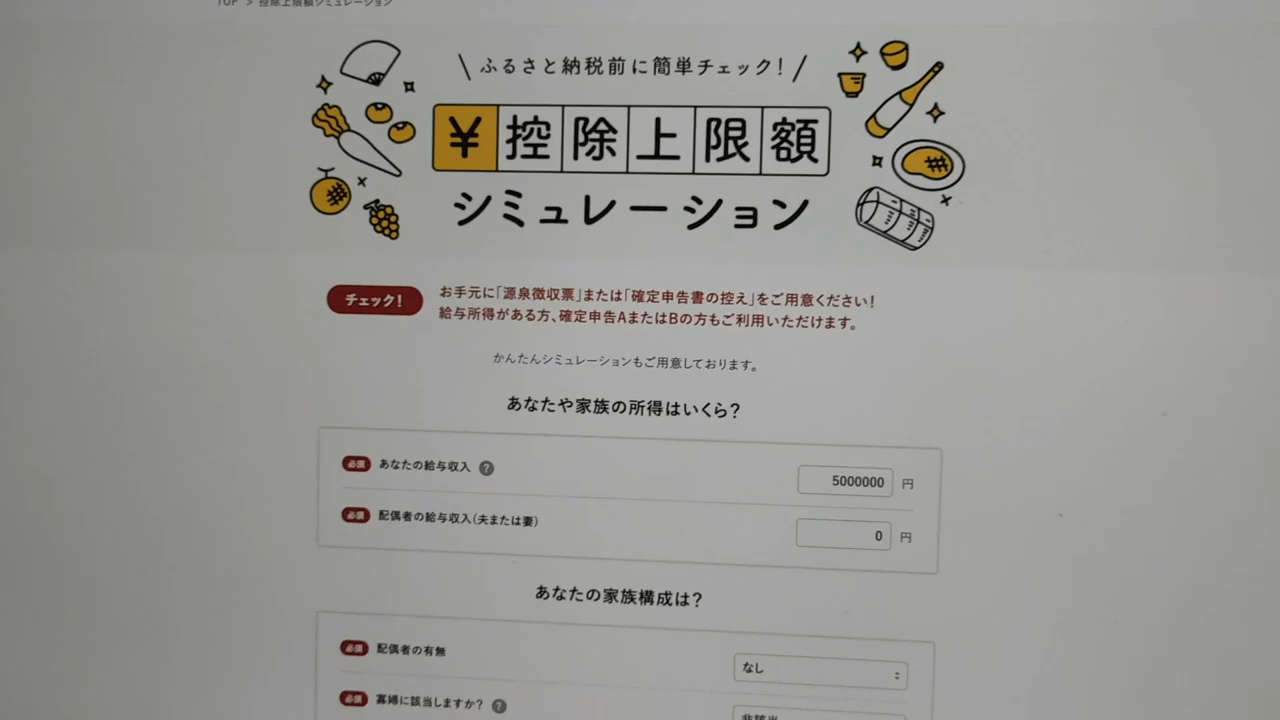 TOP > 控除上限額シミュレーション
ふるさと納税前に簡単チェック!
¥控除上限額
シミュレーション
チェック!
お手元に「源泉徴収票」または「確定申告書の控え」をご用意ください!
給与所得がある方、確定申告AまたはBの方もご利用いただけます。
かんたんシミュレーションもご用意しております。
あなたや家族の所得はいくら?
必須 あなたの給与収入 ? 5000000 円
必須 配偶者の給与収入(夫または妻) 0 円
あなたの家族構成は?
必須 配偶者の有無 なし
必須 寡婦に該当しますか? ? 非該当